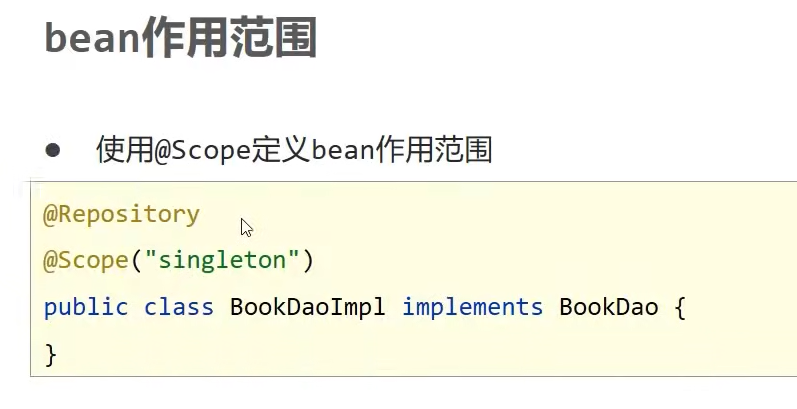 bean作用范围
● 使用@Scope定义bean作用范围
@Repository
@Scope("singleton")
public class BookDaoImpl implements BookDao {
}